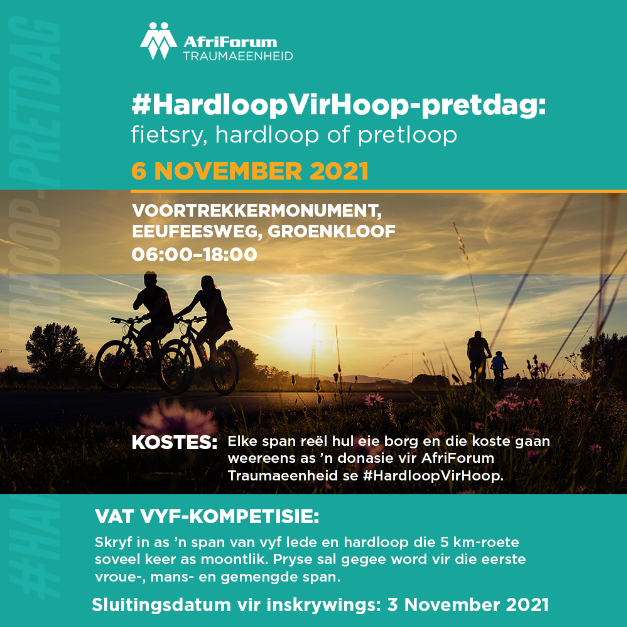 AfriForum
TRAUMAEENHEID
#HardloopVirHoop-pretdag:
fietsry, hardloop of pretloop
6 NOVEMBER 2021
VOORTREKKERMONUMENT,
EEUFEESWEG, GROENKLOOF
06:00–18:00
KOSTES: Elke span reël hul eie borg en die koste gaan
weereens as 'n donasie vir AfriForum
Traumaeenheid se #HardloopVirHoop.
VAT VYF-KOMPETISIE:
Skryf in as 'n span van vyf lede en hardloop die 5 km-roete
soveel keer as moontlik. Pryse sal gegee word vir die eerste
vroue-, mans- en gemengde span.
Sluitingsdatum vir inskrywings: 3 November 2021